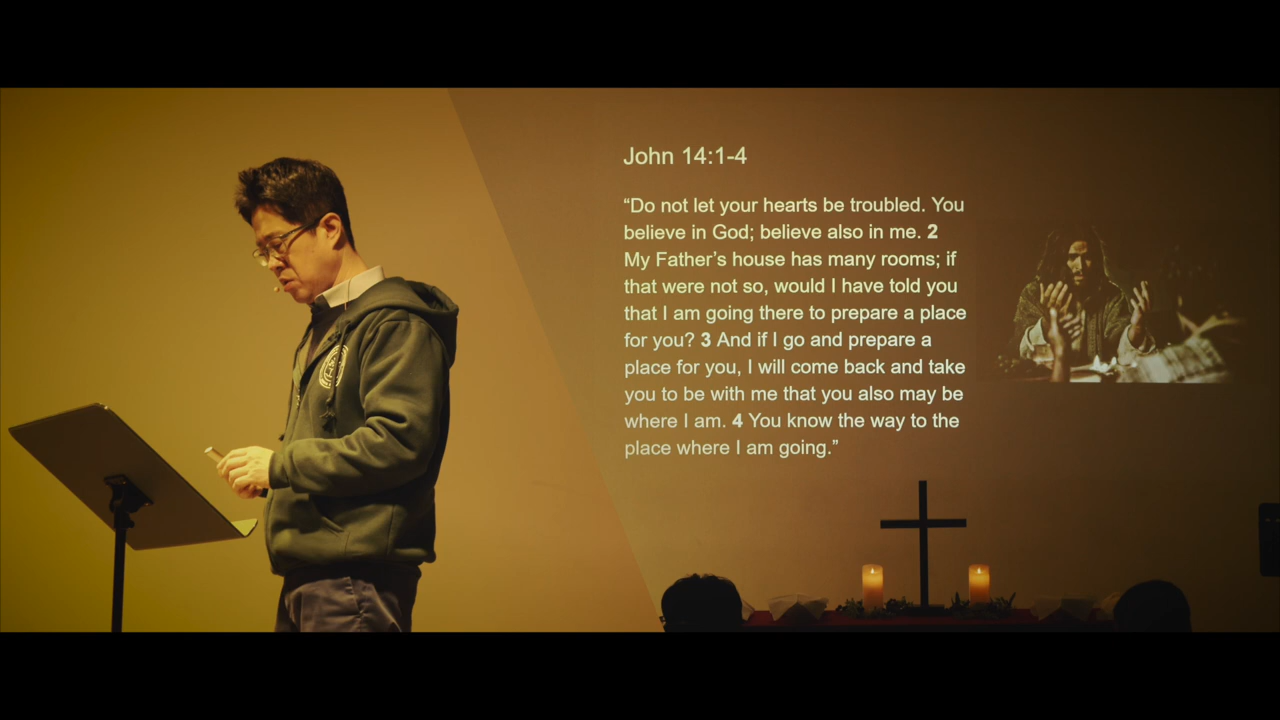 John 14:1-4
“Do not let your hearts be troubled. You
believe in God; believe also in me. 2
My Father’s house has many rooms; if
that were not so, would I have told you
that I am going there to prepare a place
for you? 3 And if I go and prepare a
place for you, I will come back and take
you to be with me that you also may be
where I am. 4 You know the way to the
place where I am going.”